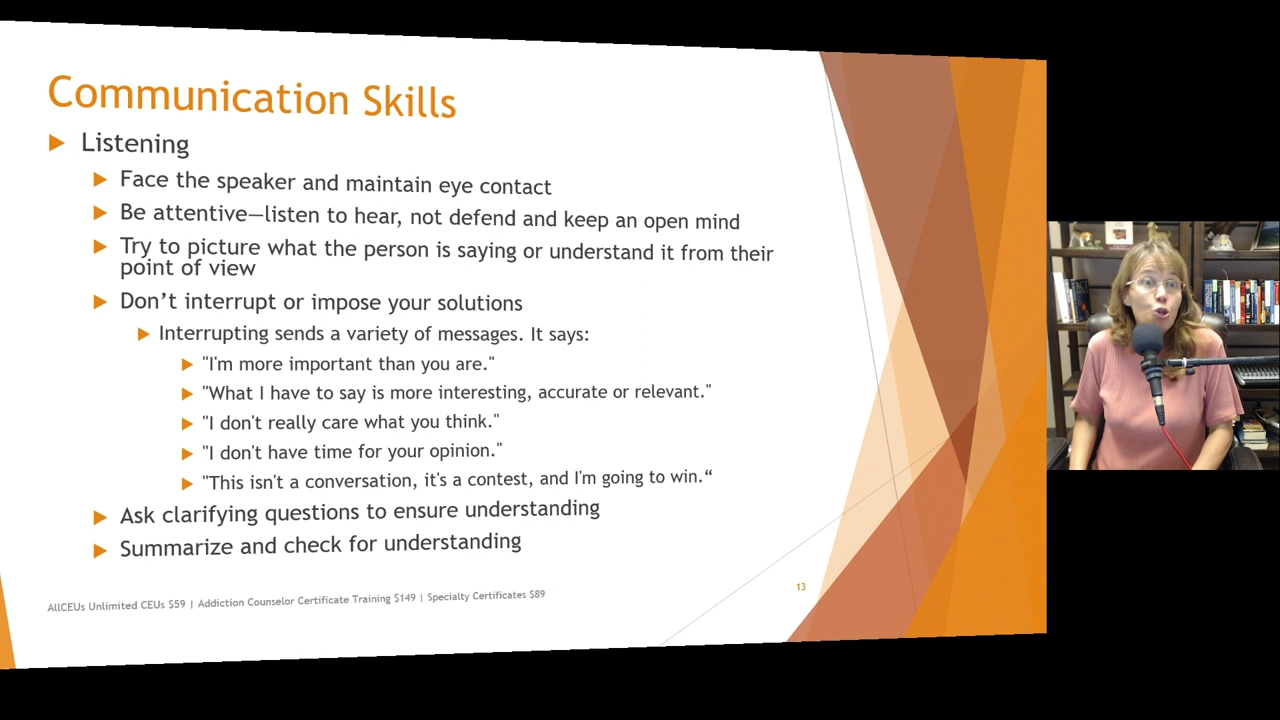 Communication Skills
Listening
Face the speaker and maintain eye contact
Be attentive—listen to hear, not defend and keep an open mind
Try to picture what the person is saying or understand it from their
point of view
Don’t interrupt or impose your solutions
Interrupting sends a variety of messages. It says:
"I'm more important than you are."
"What I have to say is more interesting, accurate or relevant."
"I don't really care what you think."
"I don't have time for your opinion."
"This isn't a conversation, it's a contest, and I'm going to win.“
Ask clarifying questions to ensure understanding
Summarize and check for understanding
13
AllCEUs Unlimited CEUs $59 | Addiction Counselor Certificate Training $149 | Specialty Certificates $89